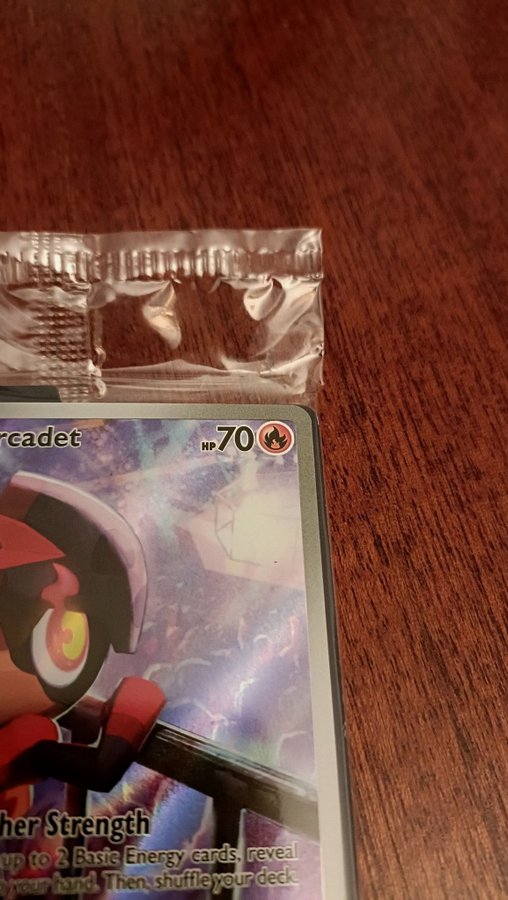 rcadet HP70
her Strength
up to 2 Basic Energy cards, reveal
your hand. Then, shuffle your deck.